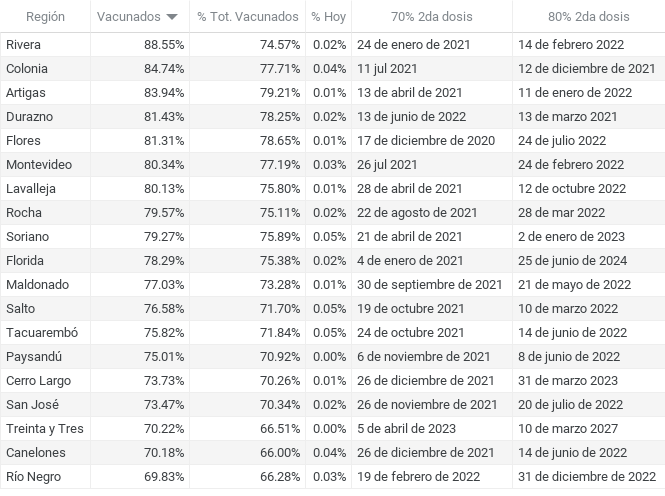 Región Vacunados % Tot. Vacunados % Hoy 70% 2da dosis 80% 2da dosis
Rivera 88.55% 74.57% 0.02% 24 de enero de 2021 14 de febrero 2022
Colonia 84.74% 77.71% 0.04% 11 jul 2021 12 de diciembre de 2021
Artigas 83.94% 79.21% 0.01% 13 de abril de 2021 11 de enero de 2022
Durazno 81.43% 78.25% 0.02% 13 de junio de 2022 13 de marzo 2021
Flores 81.31% 78.65% 0.01% 17 de diciembre de 2020 24 de julio 2022
Montevideo 80.34% 77.19% 0.03% 26 jul 2021 24 de febrero 2022
Lavalleja 80.13% 75.80% 0.01% 28 de abril de 2021 12 de octubre 2022
Rocha 79.57% 75.11% 0.02% 22 de agosto de 2021 28 de mar 2022
Soriano 79.27% 75.89% 0.05% 21 de abril de 2021 2 de enero de 2023
Florida 78.29% 75.38% 0.02% 4 de enero de 2021 25 de junio de 2024
Maldonado 77.03% 73.28% 0.01% 30 de septiembre de 2021 21 de mayo de 2022
Salto 76.58% 71.70% 0.05% 19 de octubre 2021 10 de marzo 2022
Tacuarembó 75.82% 71.84% 0.05% 24 de octubre 2021 14 de junio de 2022
Paysandú 75.01% 70.92% 0.00% 6 de noviembre de 2021 8 de junio de 2022
Cerro Largo 73.73% 70.26% 0.01% 26 de diciembre de 2021 31 de marzo 2023
San José 73.47% 70.34% 0.02% 26 de noviembre de 2021 20 de julio de 2022
Treinta y Tres 70.22% 66.51% 0.00% 5 de abril de 2023 10 de marzo 2027
Canelones 70.18% 66.00% 0.04% 26 de diciembre de 2021 14 de junio de 2022
Río Negro 69.83% 66.28% 0.03% 19 de febrero de 2022 31 de diciembre de 2022